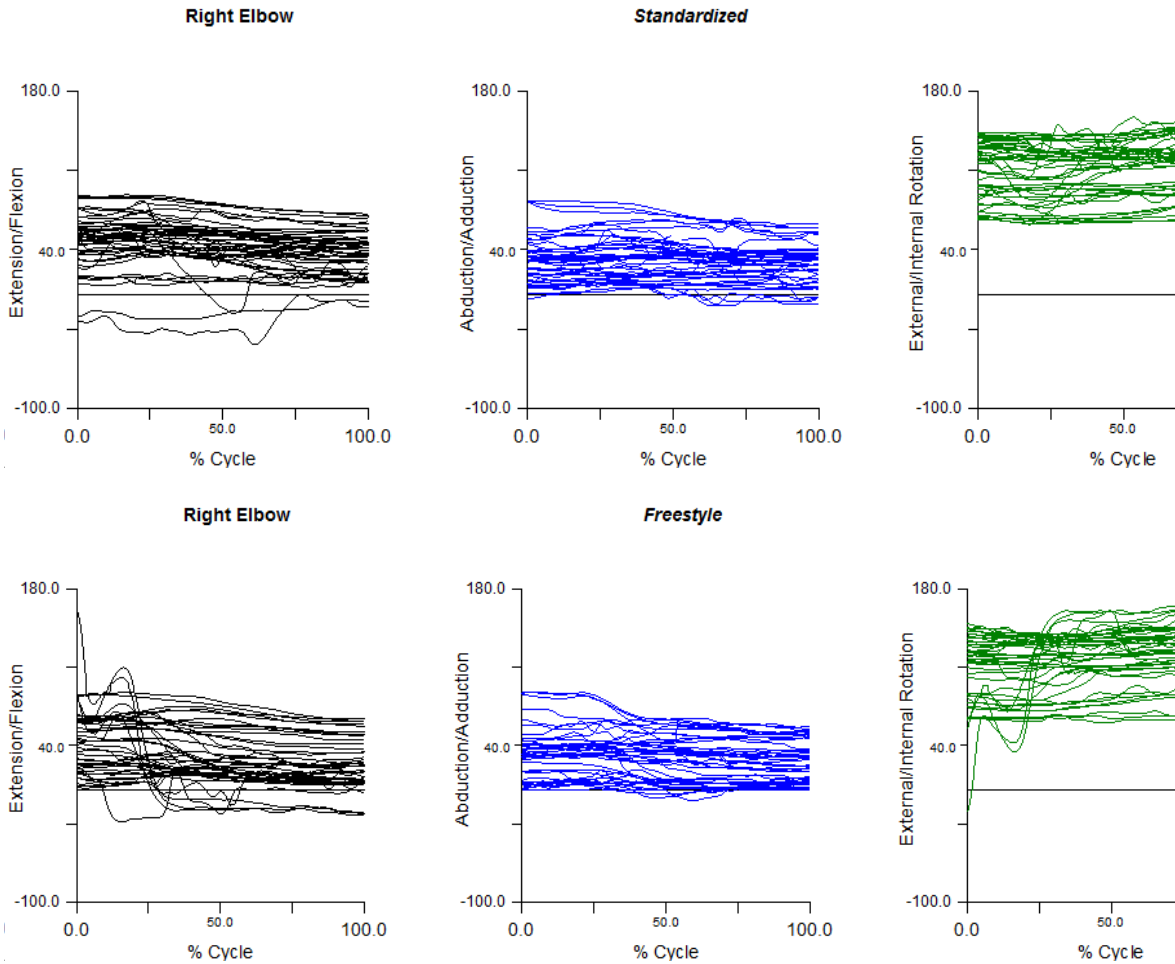 Right Elbow
Standardized
180.0
40.0
-100.0
Extension/Flexion
0.0
50.0
100.0
% Cycle
180.0
40.0
-100.0
Abduction/Adduction
0.0
50.0
100.0
% Cycle
180.0
40.0
-100.0
External/Internal Rotation
0.0
50.0
% Cycle
Right Elbow
Freestyle
180.0
40.0
-100.0
Extension/Flexion
0.0
50.0
100.0
% Cycle
180.0
40.0
-100.0
Abduction/Adduction
0.0
50.0
100.0
% Cycle
180.0
40.0
-100.0
External/Internal Rotation
0.0
50.0
% Cycle